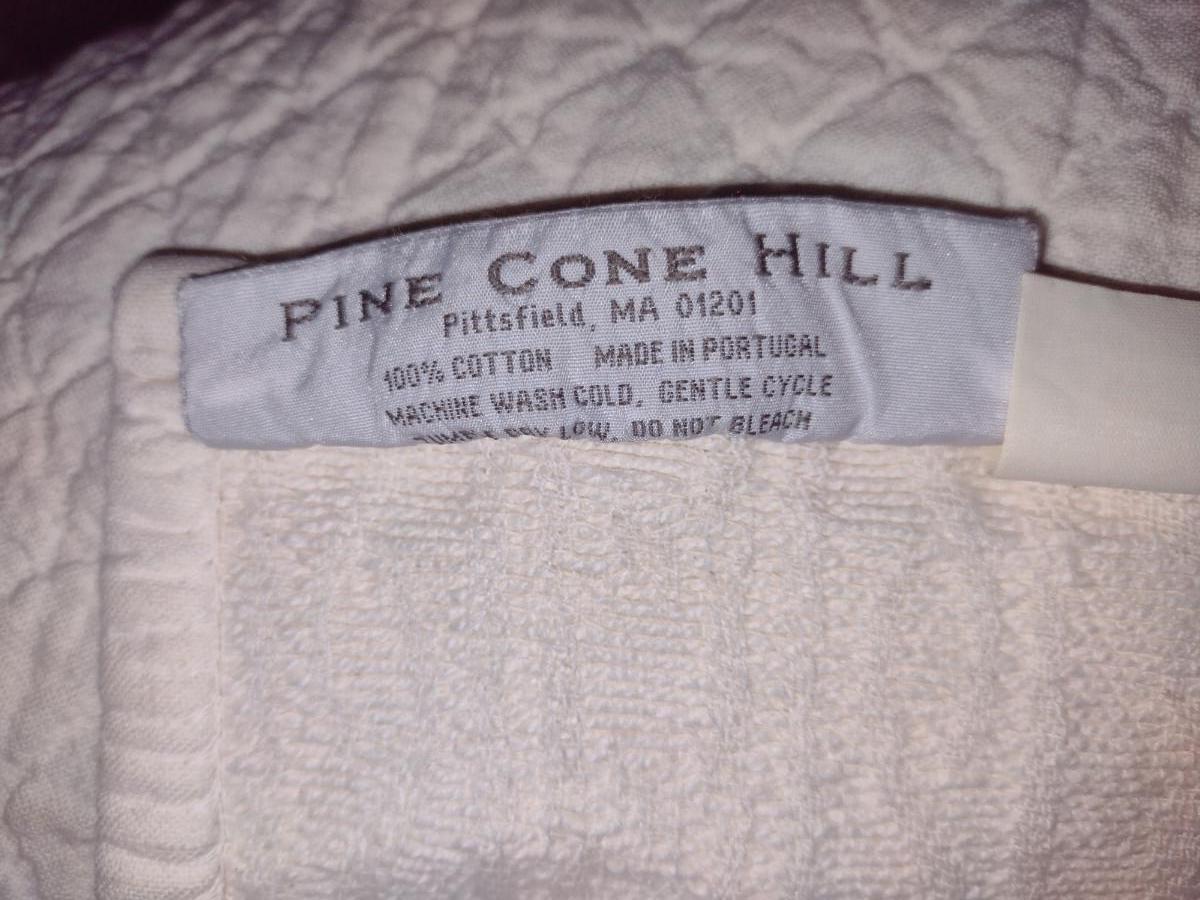 PINE CONE HILL
Pittsfield, MA 01201
100% COTTON MADE IN PORTUGAL
MACHINE WASH COLD, GENTLE CYCLE
DRY LOW, DO NOT BLEACH